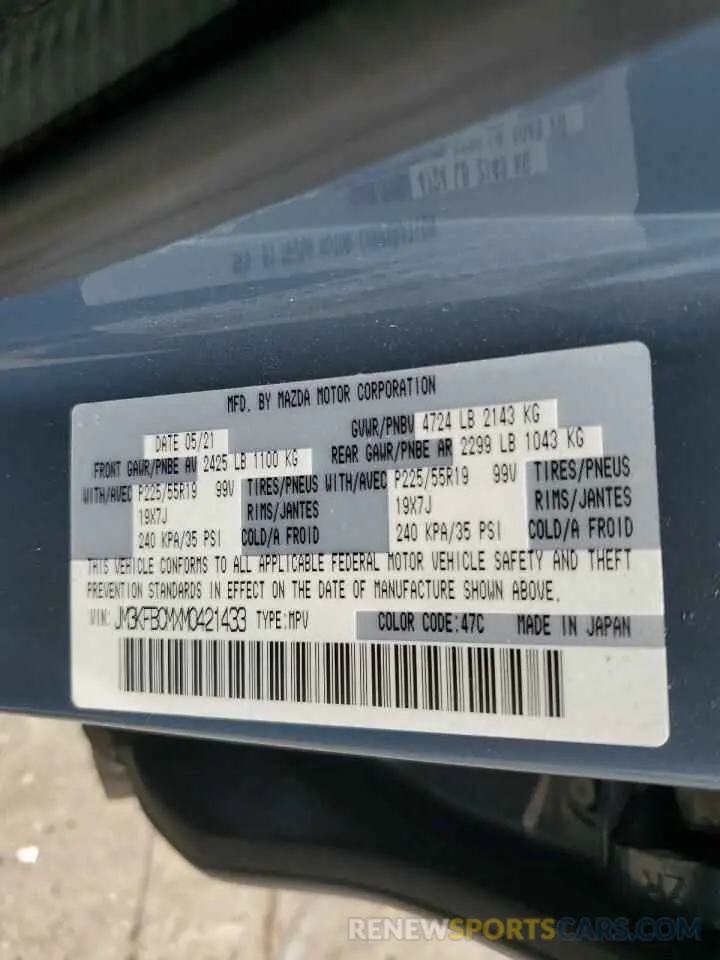 MFD. BY MAZDA MOTOR CORPORATION
DATE 05/21 GVWR/PNBV 4724 LB 2143 KG
FRONT GAWR/PNBE AV 2425 LB 1100 KG REAR GAWR/PNBE AR 2299 LB 1043 KG
WITH/AVEC P225/55R19 99V TIRES/PNEUS WITH/AVEC P225/55R19 99V TIRES/PNEUS
19X7J RIMS/JANTES 19X7J RIMS/JANTES
240 KPA/35 PSI COLD/A FROID 240 KPA/35 PSI COLD/A FROID
THIS VEHICLE CONFORMS TO ALL APPLICABLE FEDERAL MOTOR VEHICLE SAFETY AND THEFT
PREVENTION STANDARDS IN EFFECT ON THE DATE OF MANUFACTURE SHOWN ABOVE.
VIN: JM3KFBCMXM0421433 TYPE:MPV COLOR CODE:47C MADE IN JAPAN
RENEWSPORTSCARS.COM